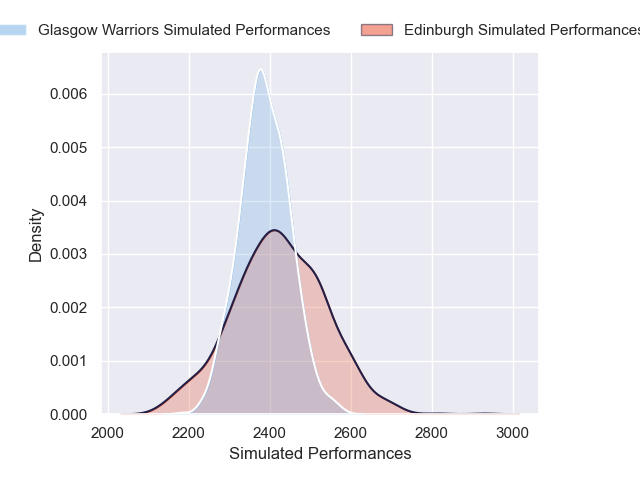 Glasgow Warriors Simulated Performances
Edinburgh Simulated Performances
0.006
0.005
0.004
0.003
0.002
0.001
0.000
Density
2000 2200 2400 2600 2800 3000
Simulated Performances